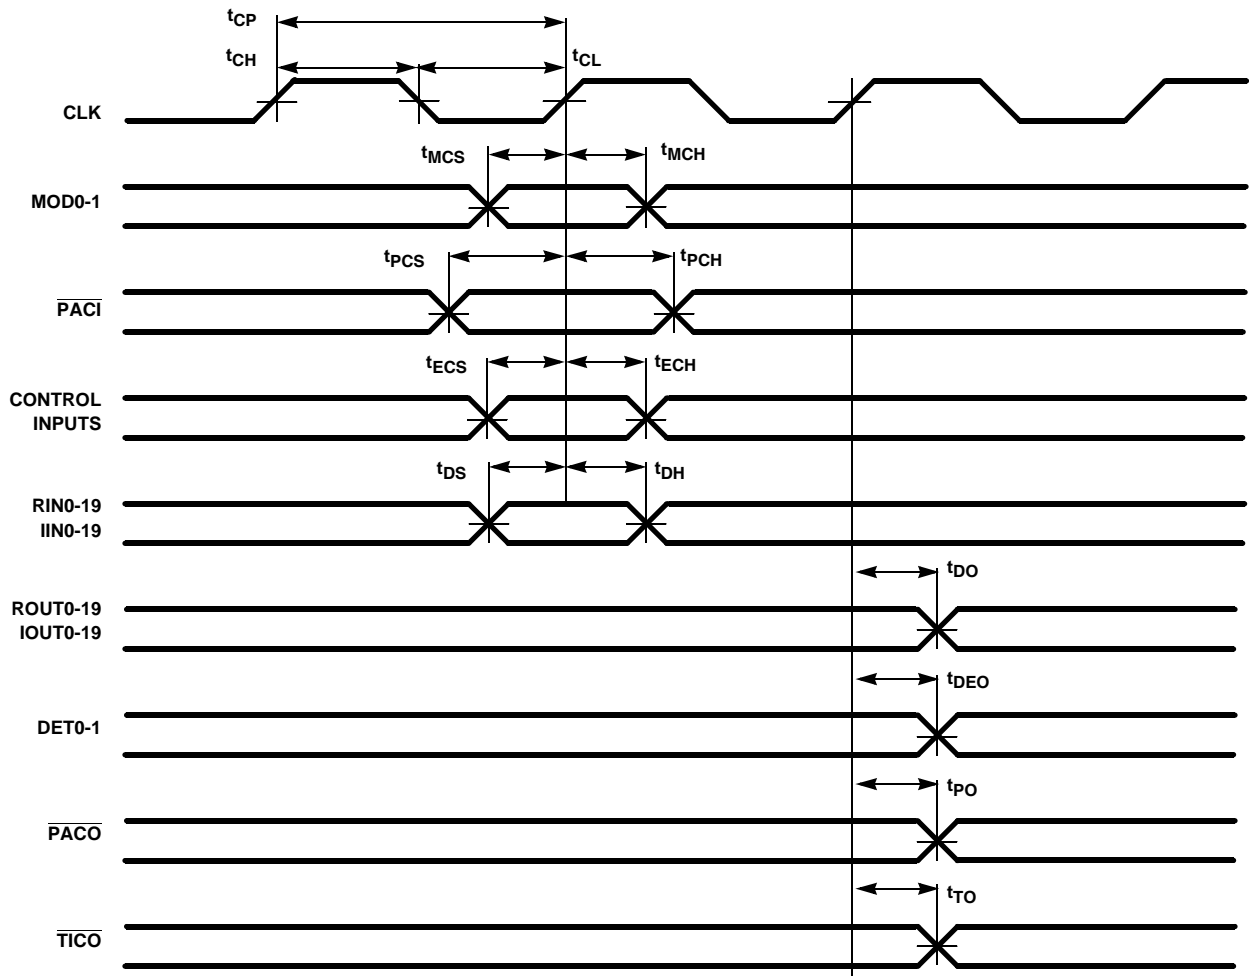 tCP
tCH
tCL
CLK
tMCS
tMCH
MOD0-1
tPCS
tPCH
PACI
tECS
tECH
CONTROL
INPUTS
tDS
tDH
RIN0-19
IIN0-19
tDO
ROUT0-19
IOUT0-19
tDEO
DET0-1
tPO
PACO
tTO
TICO